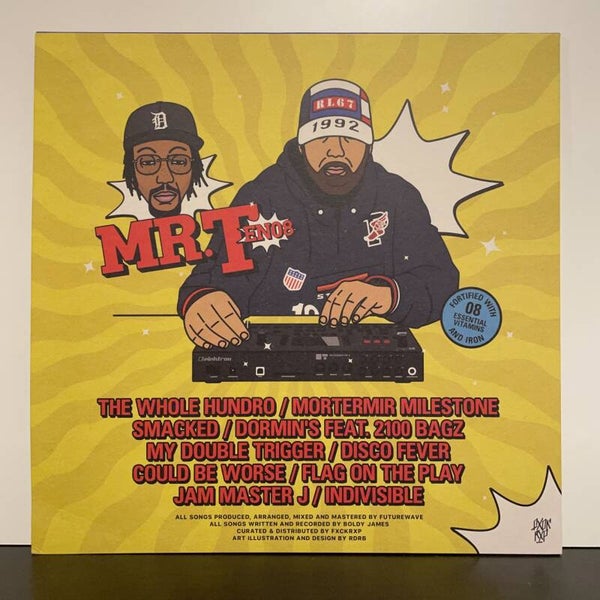 D
RL67
1992
MR.TEN08
P
FORTIFIED WITH
08
ESSENTIAL
VITAMINS
AND IRON
THE WHOLE HUNDRO / MORTERMIR MILESTONE
SMACKED / DORMIN'S FEAT. 2100 BAGZ
MY DOUBLE TRIGGER / DISCO FEVER
COULD BE WORSE / FLAG ON THE PLAY
JAM MASTER J / INDIVISIBLE
ALL SONGS PRODUCED, ARRANGED, MIXED AND MASTERED BY FUTUREWAVE
ALL SONGS WRITTEN AND RECORDED BY BOLDY JAMES
CURATED & DISTRIBUTED BY FXCKRXP
ART ILLUSTRATION AND DESIGN BY RDRB